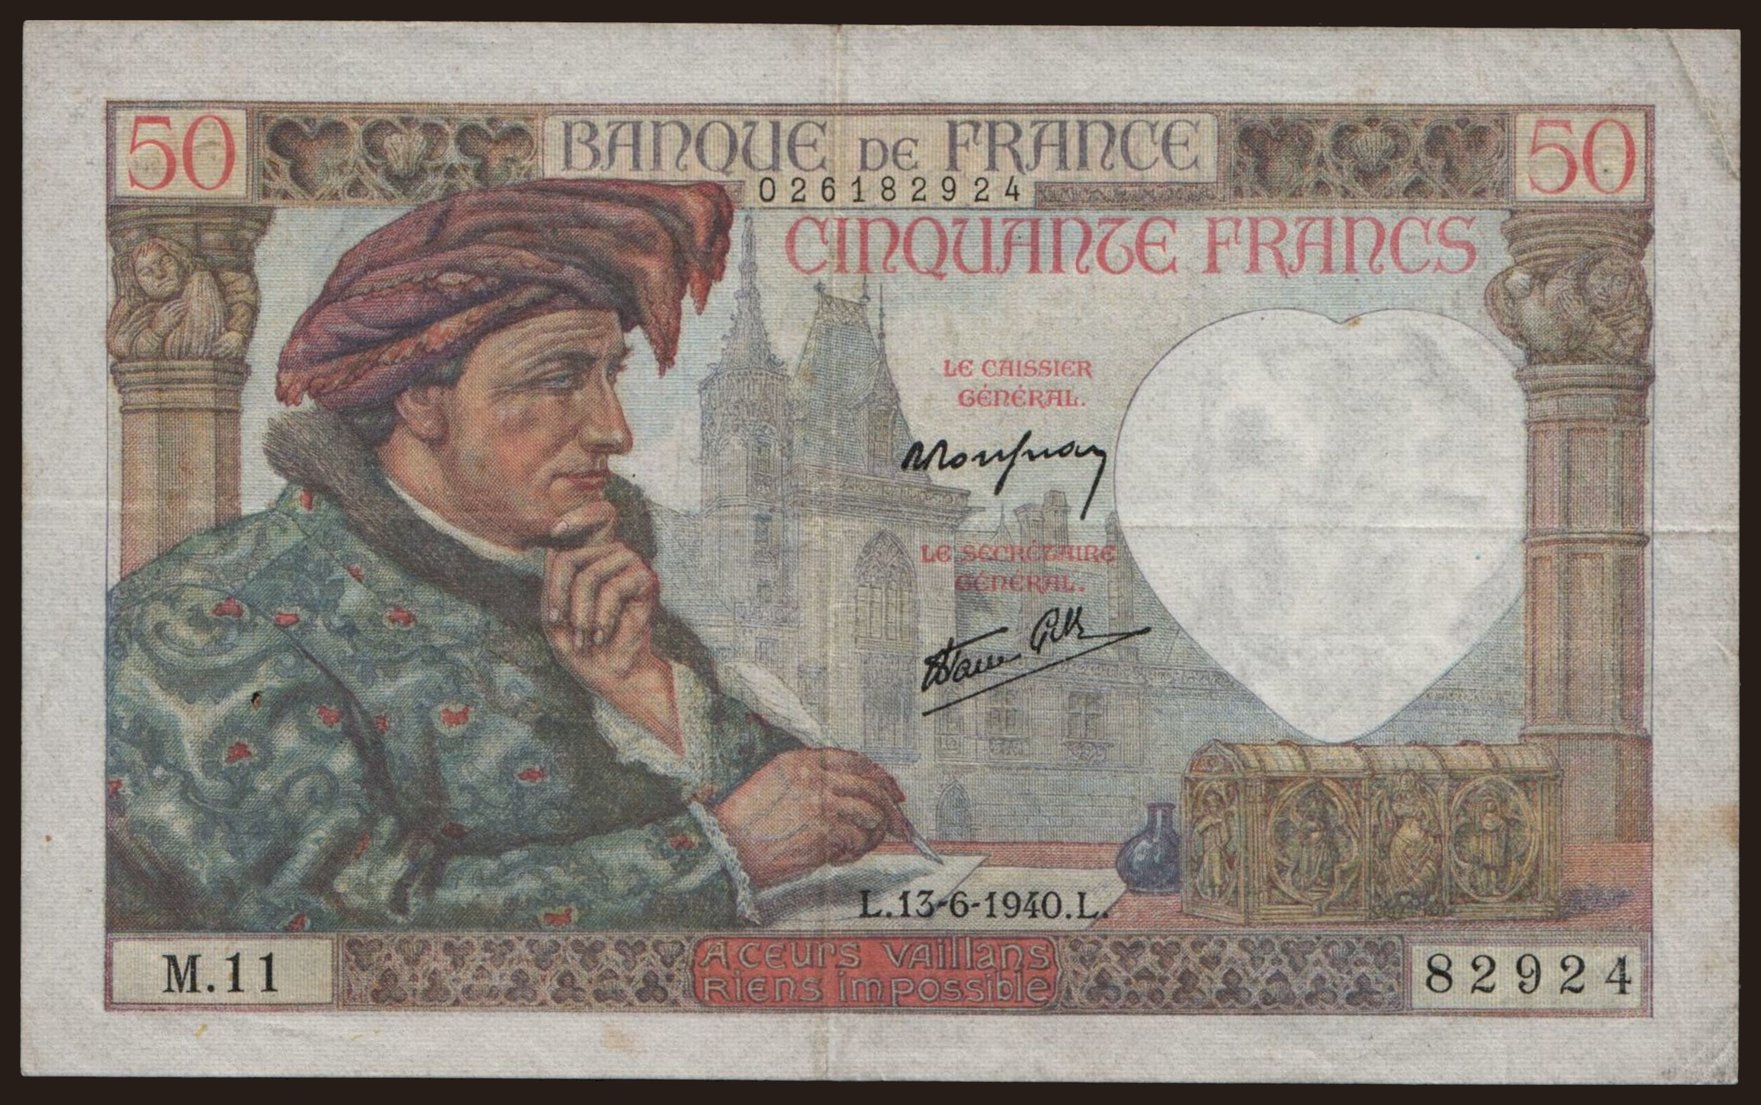 50
BANQUE DE FRANCE
50
026182924
CINQUANTE FRANCS
LE CAISSIER
GÉNÉRAL.
LE SECRÉTAIRE
GÉNÉRAL.
L.13-6-1940.L.
M.11
A CŒURS VAILLANS
RIENS IMPOSSIBLE
82924